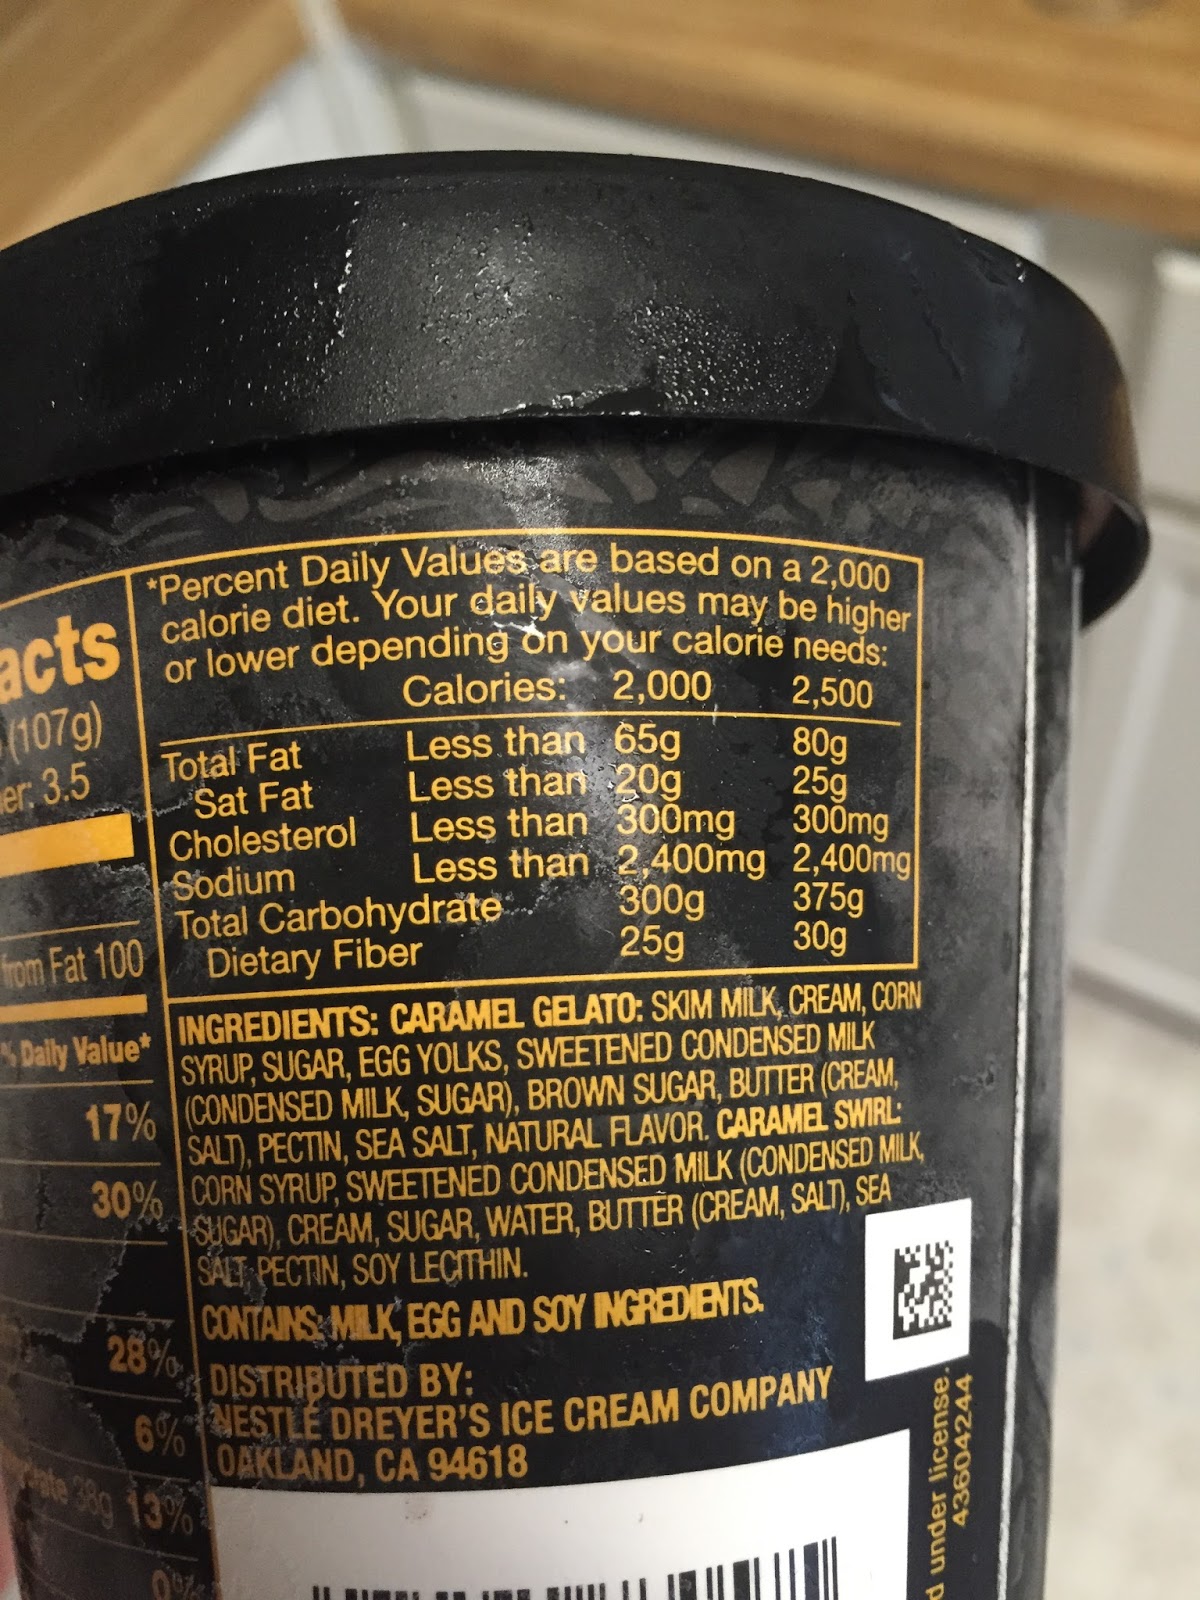 acts
(107g)
er: 3.5
from Fat 100
% Daily Value*
17%
30%
28%
6%
38g 13%
0%
*Percent Daily Values are based on a 2,000
calorie diet. Your daily values may be higher
or lower depending on your calorie needs:
Calories: 2,000 2,500
Total Fat Less than 65g 80g
Sat Fat Less than 20g 25g
Cholesterol Less than 300mg 300mg
Sodium Less than 2,400mg 2,400mg
Total Carbohydrate 300g 375g
Dietary Fiber 25g 30g
INGREDIENTS: CARAMEL GELATO: SKIM MILK, CREAM, CORN
SYRUP, SUGAR, EGG YOLKS, SWEETENED CONDENSED MILK
(CONDENSED MILK, SUGAR), BROWN SUGAR, BUTTER (CREAM,
SALT), PECTIN, SEA SALT, NATURAL FLAVOR. CARAMEL SWIRL:
CORN SYRUP, SWEETENED CONDENSED MILK (CONDENSED MILK,
SUGAR), CREAM, SUGAR, WATER, BUTTER (CREAM, SALT), SEA
SALT, PECTIN, SOY LECITHIN.
CONTAINS: MILK, EGG AND SOY INGREDIENTS.
DISTRIBUTED BY:
NESTLÉ DREYER'S ICE CREAM COMPANY
OAKLAND, CA 94618
d under license.
43604244